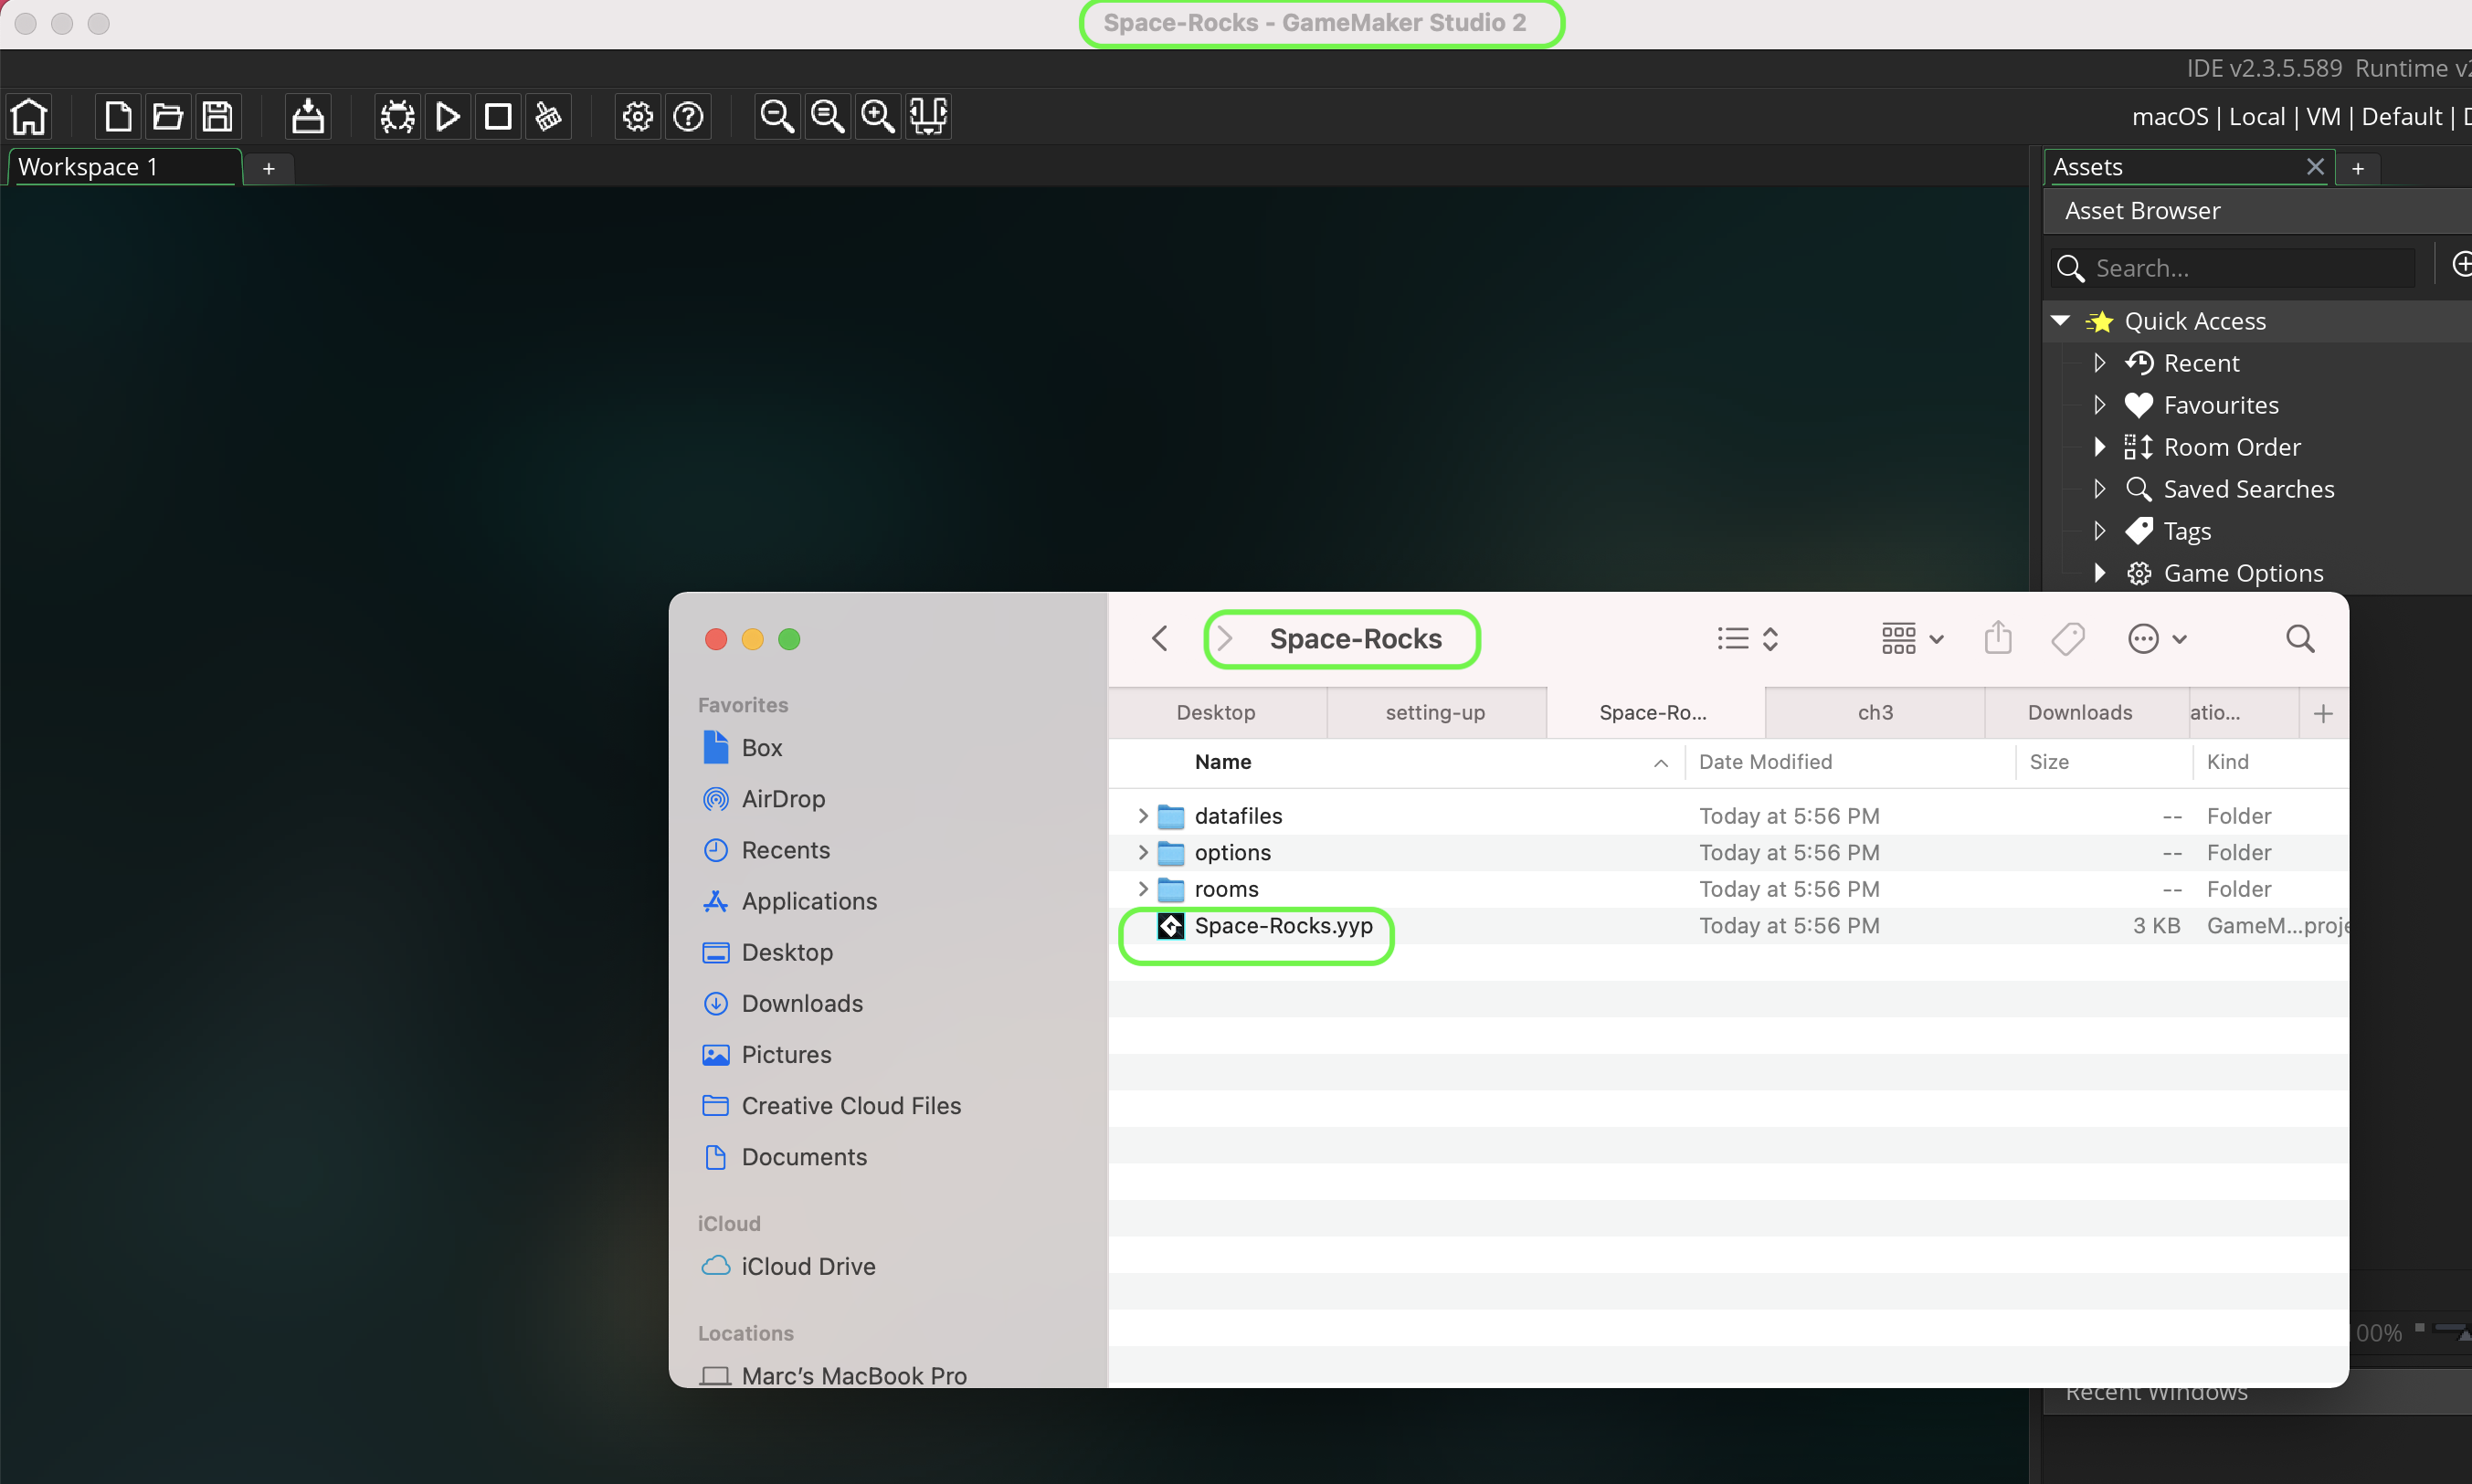 Space-Rocks - GameMaker Studio 2
IDE v2.3.5.589 Runtime v2
macOS | Local | VM | Default |
Workspace 1
+
Assets
+
Asset Browser
Search...
Quick Access
Recent
Favourites
Room Order
Saved Searches
Tags
Game Options
Space-Rocks
Desktop
setting-up
Space-Ro...
ch3
Downloads
atio...
+
Name
Date Modified
Size
Kind
datafiles Today at 5:56 PM -- Folder
options Today at 5:56 PM -- Folder
rooms Today at 5:56 PM -- Folder
Space-Rocks.yyp Today at 5:56 PM 3 KB GameM...proje
Favorites
Box
AirDrop
Recents
Applications
Desktop
Downloads
Pictures
Creative Cloud Files
Documents
iCloud
iCloud Drive
Locations
Marc’s MacBook Pro
00%
Recent Windows